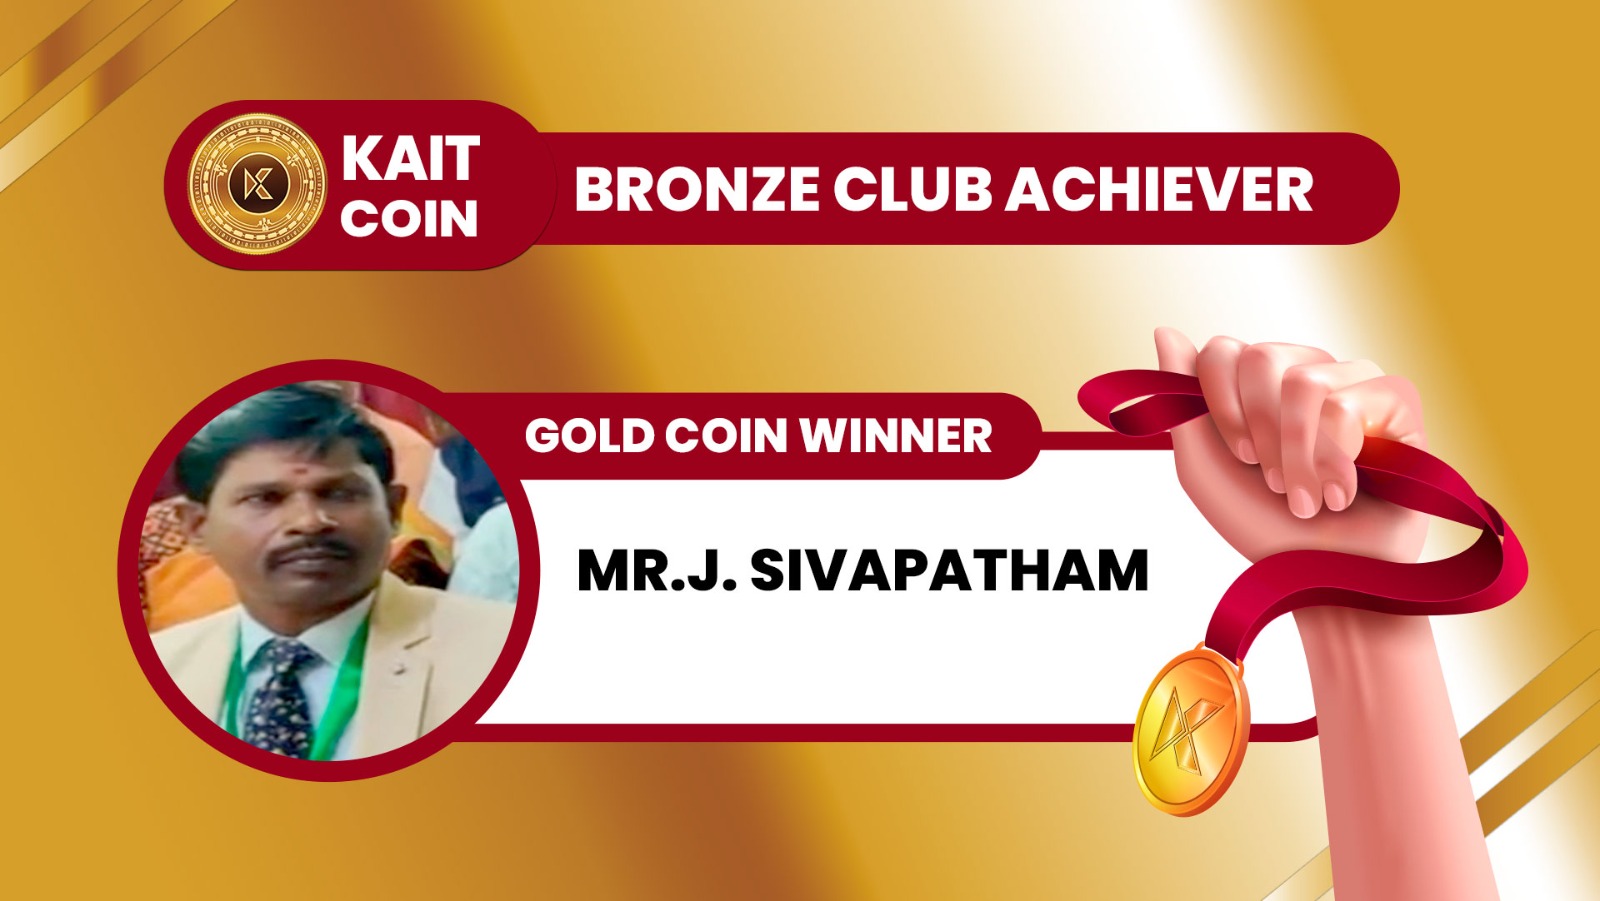 KAIT
COIN
BRONZE CLUB ACHIEVER
GOLD COIN WINNER
MR.J. SIVAPATHAM